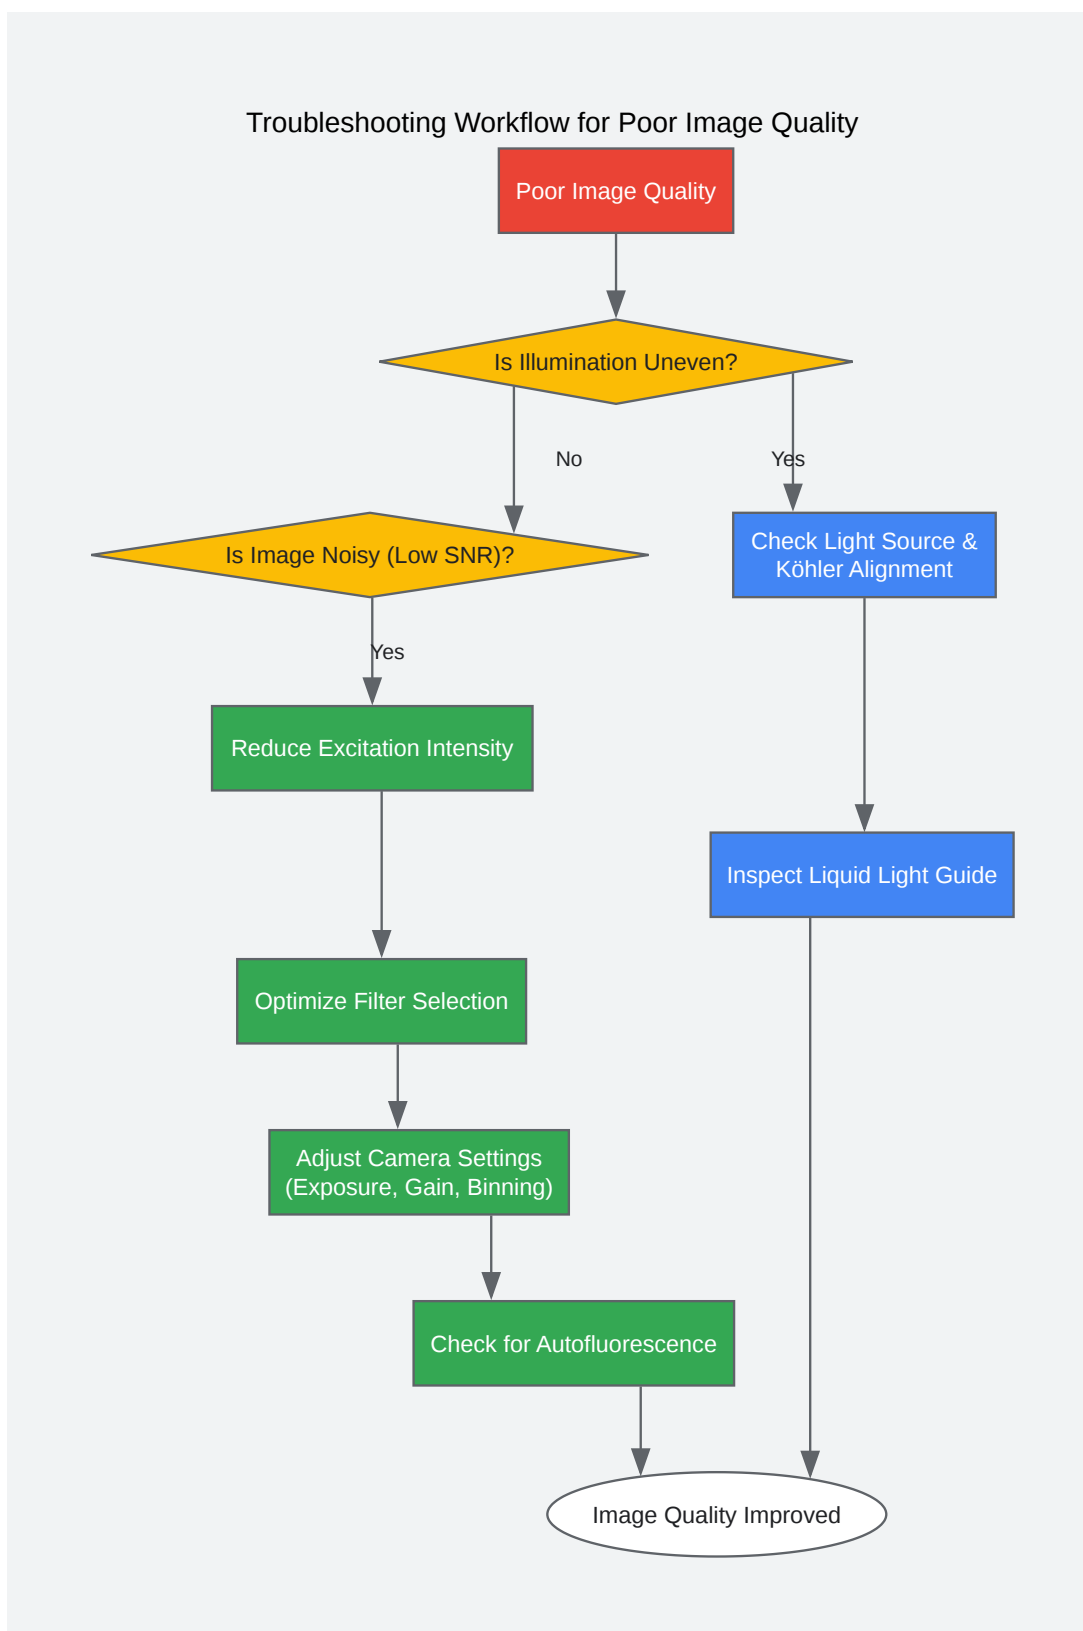 Troubleshooting Workflow for Poor Image Quality
Poor Image Quality
Is Illumination Uneven?
No
Yes
Is Image Noisy (Low SNR)?
Check Light Source &
Köhler Alignment
Yes
Reduce Excitation Intensity
Inspect Liquid Light Guide
Optimize Filter Selection
Adjust Camera Settings
(Exposure, Gain, Binning)
Check for Autofluorescence
Image Quality Improved